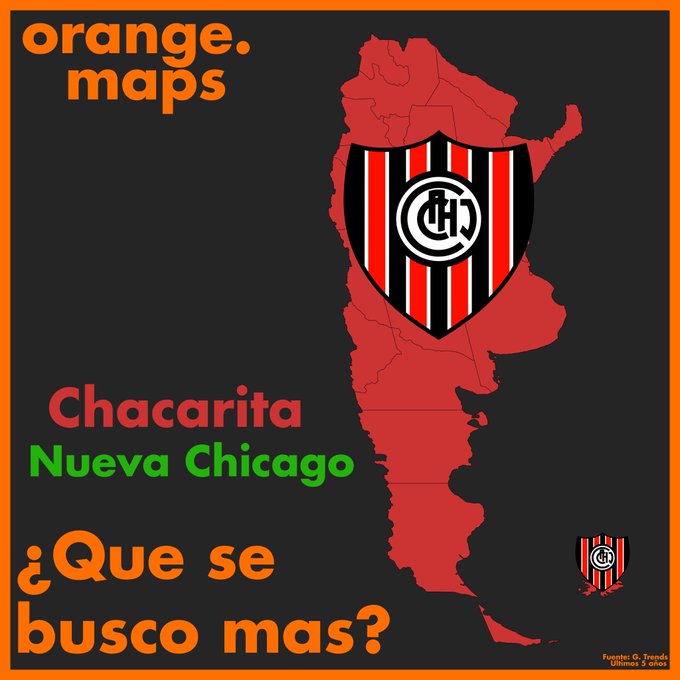 orange.
maps
Chacarita
Nueva Chicago
¿Que se
busco mas?
Fuente: G. Trends
Ultimos 5 años